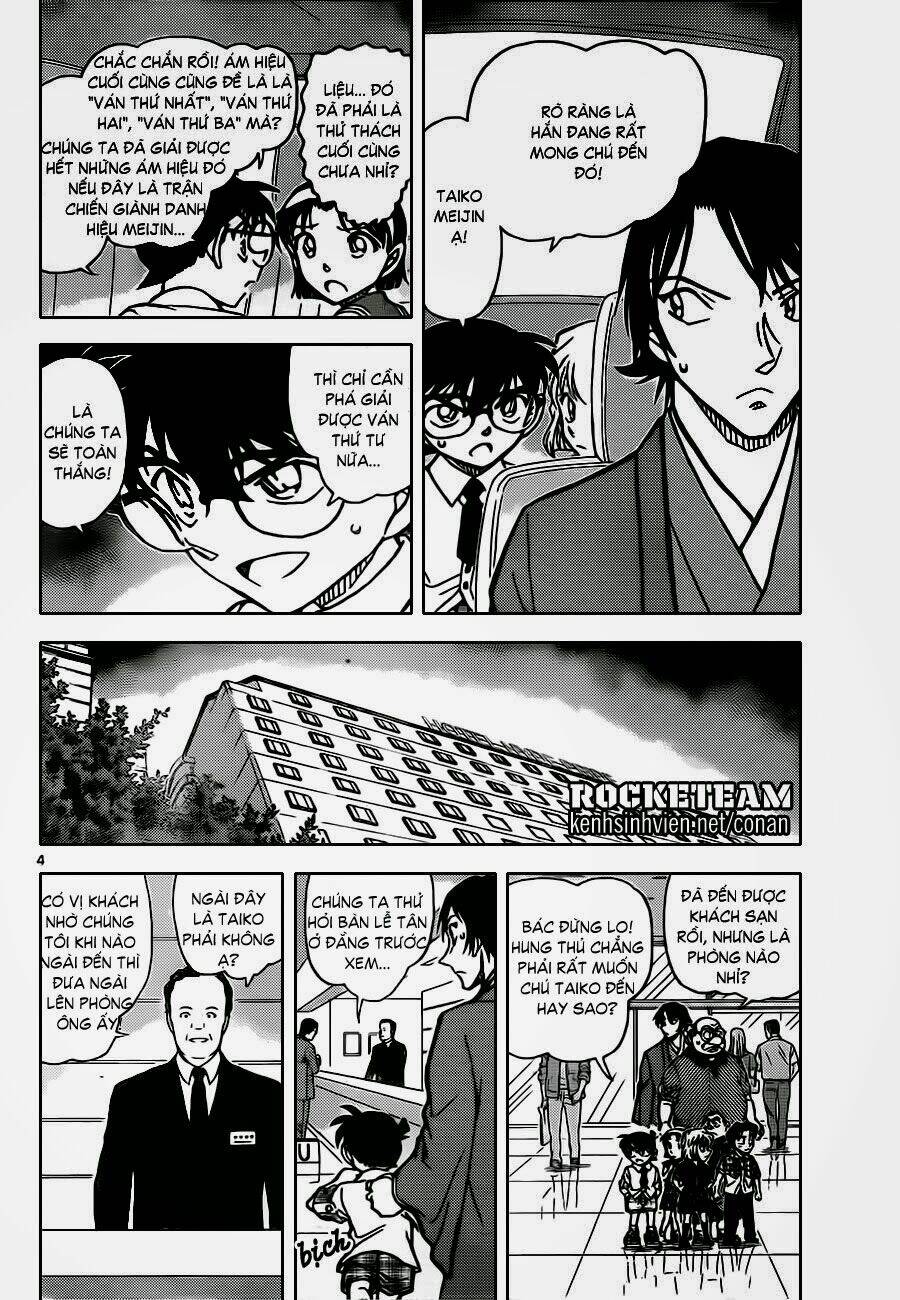 RÕ RÀNG LÀ
HẮN ĐANG RẤT
MONG CHÚ ĐẾN
ĐÓ!
TAIKO
MEIJIN
Ạ!
LIỆU... ĐÓ
ĐÃ PHẢI LÀ
THỬ THÁCH
CUỐI CÙNG
CHƯA NHỈ?
CHẮC CHẮN RỒI! ÁM HIỆU
CUỐI CÙNG CŨNG ĐỀ LÀ LÀ
"VÁN THỨ NHẤT", "VÁN THỨ
HAI", "VÁN THỨ BA" MÀ?
CHÚNG TA ĐÃ GIẢI ĐƯỢC
HẾT NHỮNG ÁM HIỆU ĐÓ
NẾU ĐÂY LÀ TRẬN
CHIẾN GIÀNH DANH
HIỆU MEIJIN...
THÌ CHỈ CẦN
PHÁ GIẢI
ĐƯỢC VÁN
THỨ TƯ
NỮA...
LÀ
CHÚNG TA
SẼ TOÀN
THẮNG!
ROCKETEAM
kenhsinhvien.net/conan
4
ĐÃ ĐẾN ĐƯỢC
KHÁCH SẠN
RỒI, NHƯNG LÀ
PHÒNG NÀO
NHỈ?
BÁC ĐỪNG LO!
HUNG THỦ CHẲNG
PHẢI RẤT MUỐN
CHÚ TAIKO ĐẾN
HAY SAO?
CHÚNG TA THỬ
HỎI BÀN LỄ TÂN
Ở ĐẰNG TRƯỚC
XEM...
U
bịch
NGÀI ĐÂY
LÀ TAIKO
PHẢI KHÔNG
Ạ?
CÓ VỊ KHÁCH
NHỜ CHÚNG
TÔI KHI NÀO
NGÀI ĐẾN THÌ
ĐƯA NGÀI
LÊN PHÒNG
ÔNG ẤY!